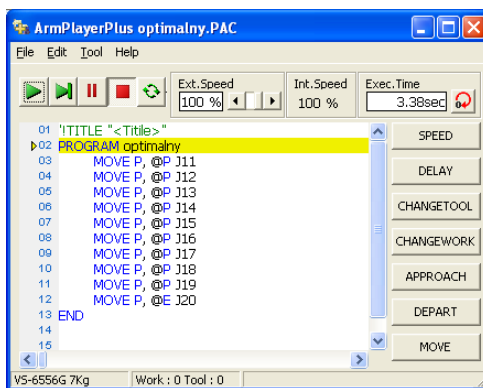 ArmPlayerPlus optimalny.PAC
File Edit Tool Help
Ext.Speed Int.Speed Exec.Time
100 % 100 % 3.38sec
01 '!TITLE "<Titile>"
02 PROGRAM optimalny
03 MOVE P, @P J11
04 MOVE P, @P J12
05 MOVE P, @P J13
06 MOVE P, @P J14
07 MOVE P, @P J15
08 MOVE P, @P J16
09 MOVE P, @P J17
10 MOVE P, @P J18
11 MOVE P, @P J19
12 MOVE P, @E J20
13 END
14
15
SPEED
DELAY
CHANGETOOL
CHANGEWORK
APPROACH
DEPART
MOVE
VS-6556G 7Kg Work : 0 Tool : 0